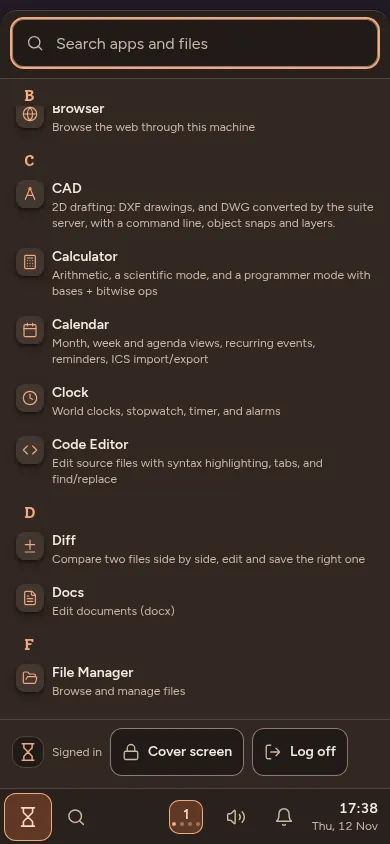 Search apps and files
B
Browser
Browse the web through this machine
C
CAD
2D drafting: DXF drawings, and DWG converted by the suite
server, with a command line, object snaps and layers.
Calculator
Arithmetic, a scientific mode, and a programmer mode with
bases + bitwise ops
Calendar
Month, week and agenda views, recurring events,
reminders, ICS import/export
Clock
World clocks, stopwatch, timer, and alarms
Code Editor
Edit source files with syntax highlighting, tabs, and
find/replace
D
Diff
Compare two files side by side, edit and save the right one
Docs
Edit documents (docx)
F
File Manager
Browse and manage files
Signed in
Cover screen
Log off
1
17:38
Thu, 12 Nov